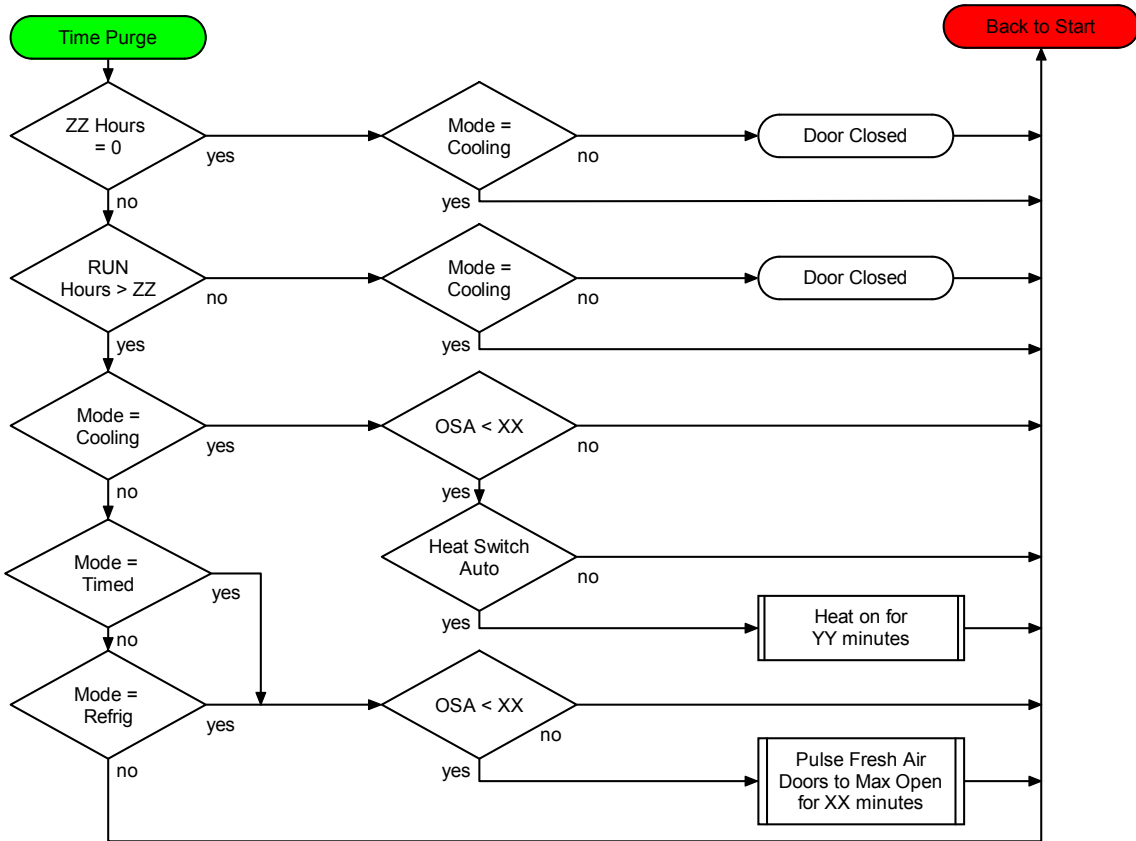 Time Purge
Back to Start
ZZ Hours
= 0
yes
no
Mode =
Cooling
no
yes
Door Closed
RUN
Hours > ZZ
no
yes
Mode =
Cooling
no
yes
Door Closed
Mode =
Cooling
yes
no
OSA < XX
no
yes
Heat Switch
Auto
no
yes
Heat on for
YY minutes
Mode =
Timed
yes
no
Mode =
Refrig
yes
no
OSA < XX
no
yes
Pulse Fresh Air
Doors to Max Open
for XX minutes